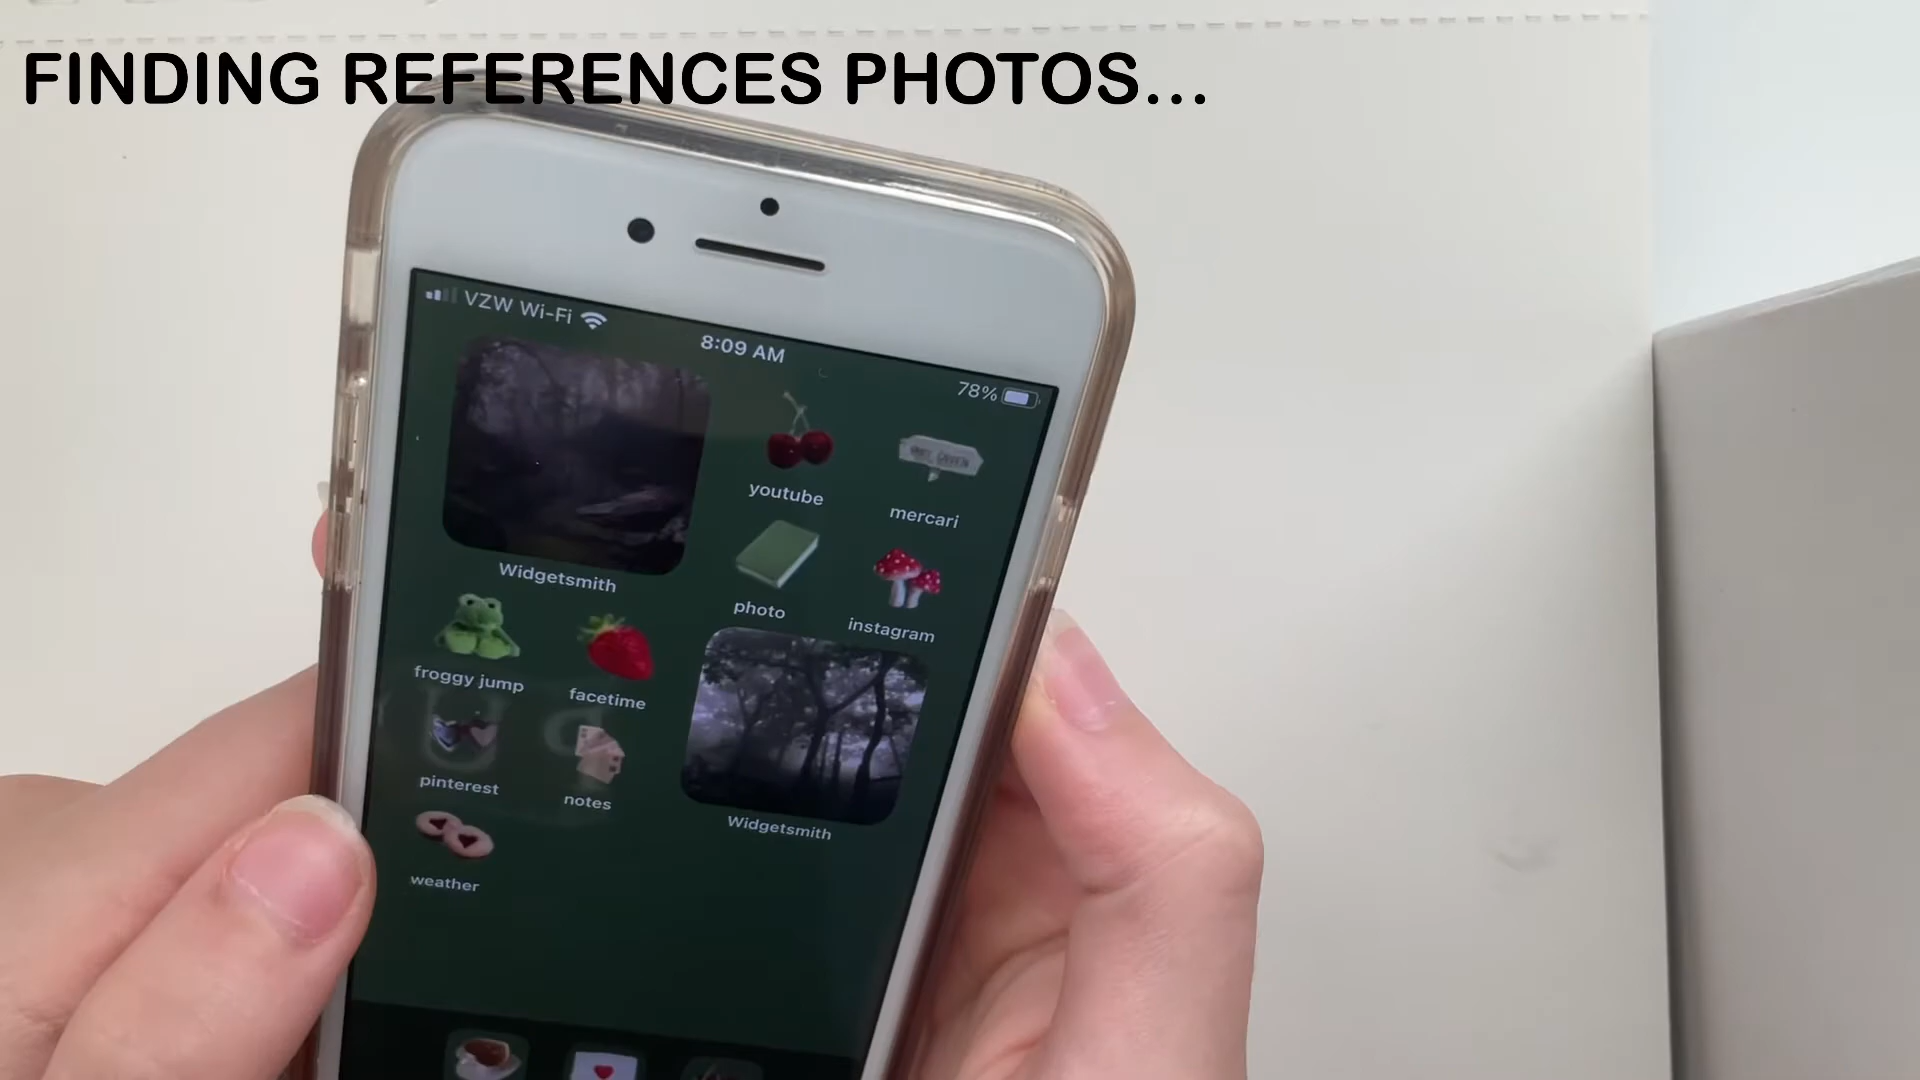 FINDING REFERENCES PHOTOS...
VZW Wi-Fi
8:09 AM
78%
youtube
mercari
Widgetsmith
photo
instagram
froggy jump
facetime
pinterest
notes
Widgetsmith
weather